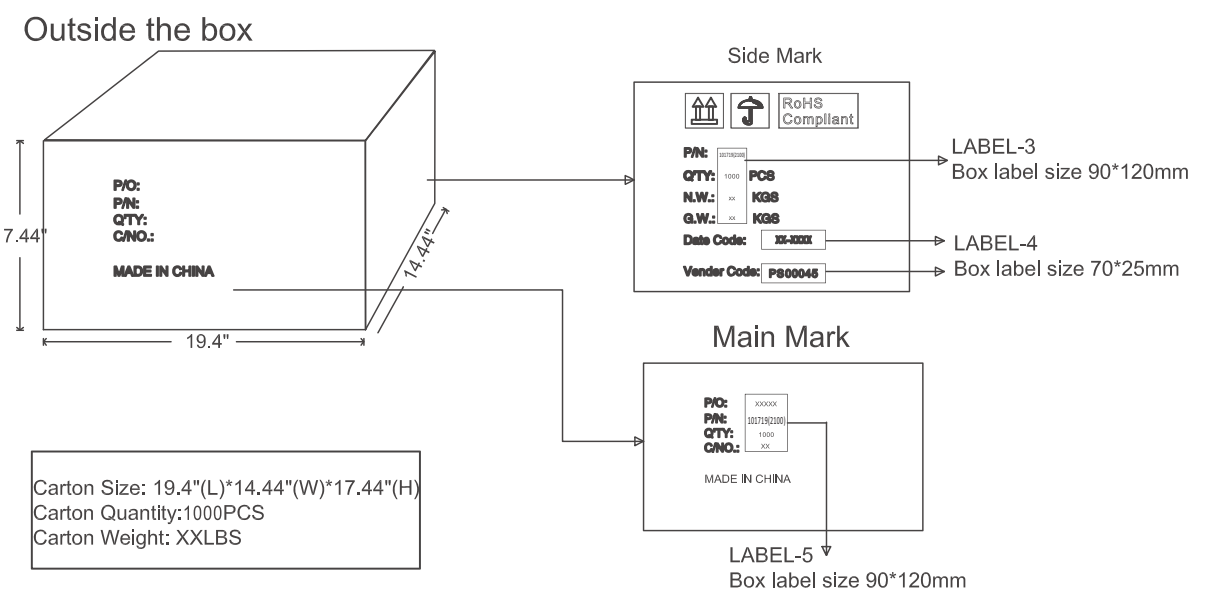 Outside the box
P/O:
P/N:
Q'TY:
C/NO.:
MADE IN CHINA
7.44"
19.4"
14.44"
Side Mark
RoHS
Compliant
P/N: 101719(2100)
Q'TY: 1000 PCS
N.W.: xx KGS
G.W.: xx KGS
Date Code: XX-XXXX
Vender Code: PS00045
LABEL-3
Box label size 90*120mm
LABEL-4
Box label size 70*25mm
Main Mark
P/O: XXXXX
P/N: 101719(2100)
Q'TY: 1000
C/NO.: XX
MADE IN CHINA
LABEL-5
Box label size 90*120mm
Carton Size: 19.4"(L)*14.44"(W)*17.44"(H)
Carton Quantity:1000PCS
Carton Weight: XXLBS